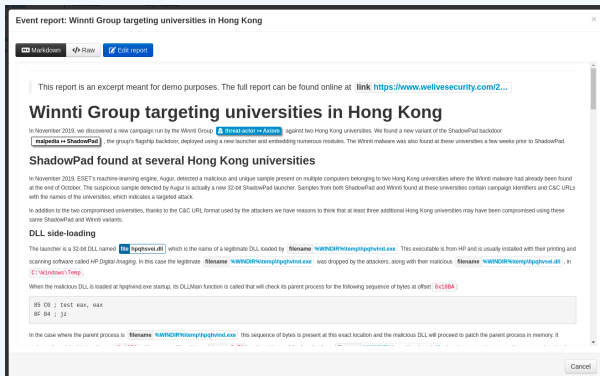 Event report: Winnti Group targeting universities in Hong Kong
×
Markdown </> Raw Edit report
This report is an excerpt meant for demo purposes. The full report can be found online at link https://www.welivesecurity.com/2...
Winnti Group targeting universities in Hong Kong
In November 2019, we discovered a new campaign run by the Winnti Group threat-actor ↦ Axiom against two Hong Kong universities. We found a new variant of the ShadowPad backdoor
malpedia ↦ ShadowPad , the group's flagship backdoor, deployed using a new launcher and embedding numerous modules. The Winnti malware was also found at these universities a few weeks prior to ShadowPad.
ShadowPad found at several Hong Kong universities
In November 2019, ESET's machine-learning engine, Augur, detected a malicious and unique sample present on multiple computers belonging to two Hong Kong universities where the Winnti malware had already been found
at the end of October. The suspicious sample detected by Augur is actually a new 32-bit ShadowPad launcher. Samples from both ShadowPad and Winnti found at these universities contain campaign identifiers and C&C URLs
with the names of the universities, which indicates a targeted attack.
In addition to the two compromised universities, thanks to the C&C URL format used by the attackers we have reasons to think that at least three additional Hong Kong universities may have been compromised using these
same ShadowPad and Winnti variants.
DLL side-loading
The launcher is a 32-bit DLL named file hpqhvsei.dll which is the name of a legitimate DLL loaded by filename %WINDIR%\temp\hpqhvind.exe This executable is from HP and is usually installed with their printing and
scanning software called HP Digital Imaging. In this case the legitimate filename %WINDIR%\temp\hpqhvind.exe was dropped by the attackers, along with their malicious filename %WINDIR%\temp\hpqhvsei.dll , in
C:\Windows\Temp .
When the malicious DLL is loaded at hpqhvind.exe startup, its DLLMain function is called that will check its parent process for the following sequence of bytes at offset 0x10BA :
85 C0 ; test eax, eax
0F 84 ; jz
In the case where the parent process is filename %WINDIR%\temp\hpqhvind.exe this sequence of bytes is present at this exact location and the malicious DLL will proceed to patch the parent process in memory. It
Cancel